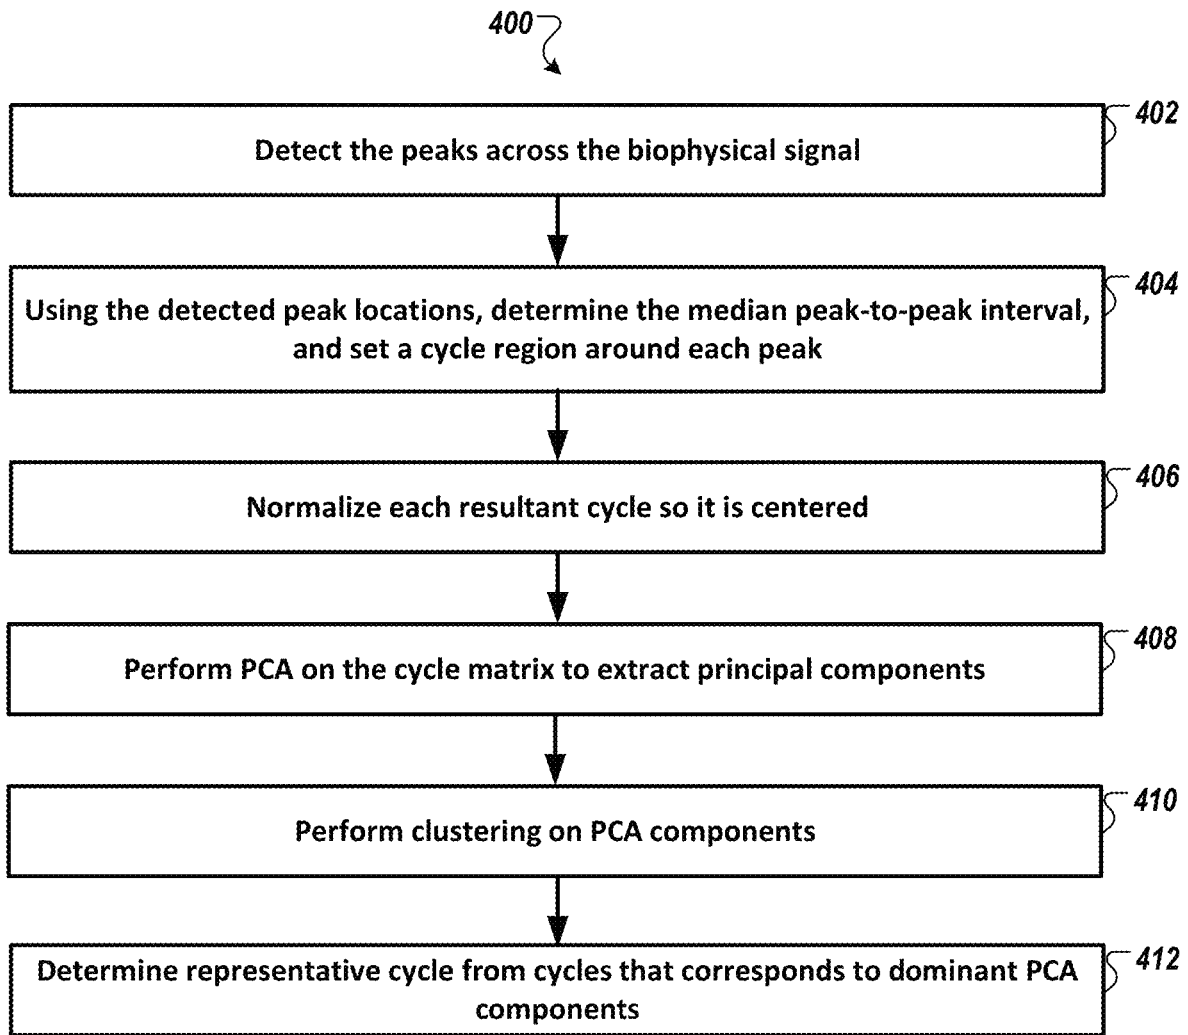 400
402
Detect the peaks across the biophysical signal
404
Using the detected peak locations, determine the median peak-to-peak interval,
and set a cycle region around each peak
406
Normalize each resultant cycle so it is centered
408
Perform PCA on the cycle matrix to extract principal components
410
Perform clustering on PCA components
412
Determine representative cycle from cycles that corresponds to dominant PCA
components